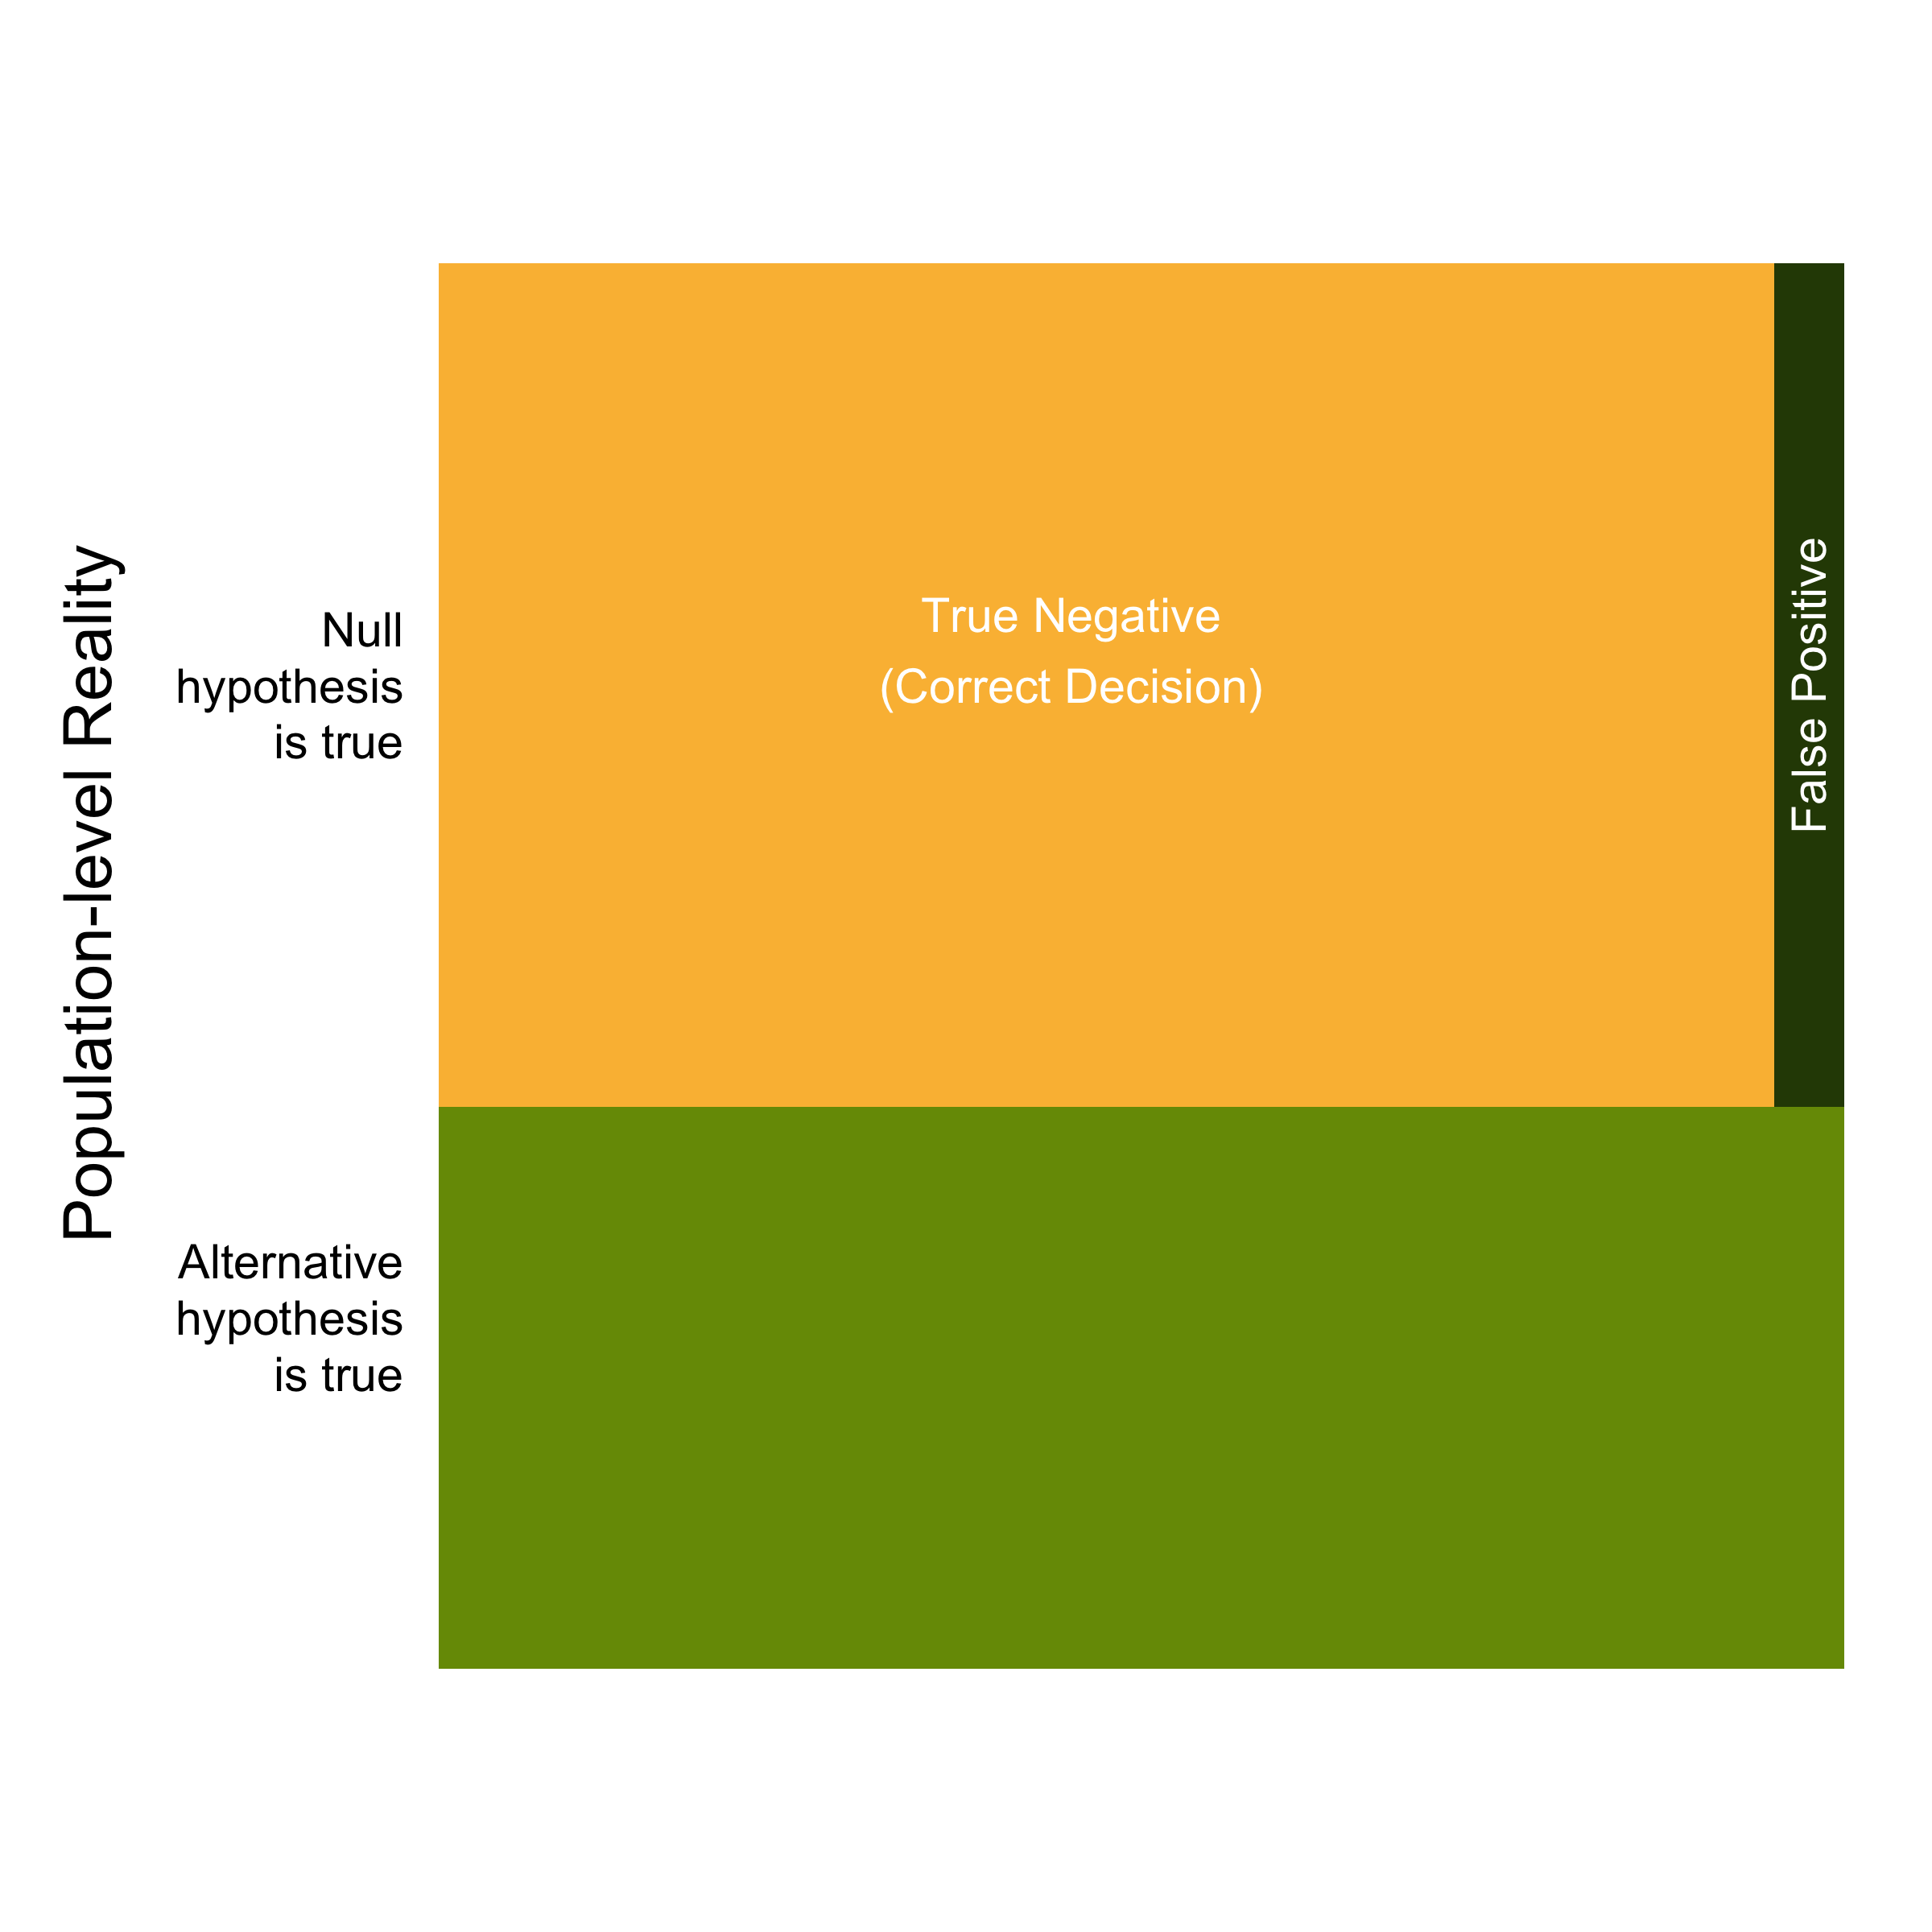 Population-level Reality
Null
hypothesis
is true
True Negative
(Correct Decision)
False Positive
Alternative
hypothesis
is true